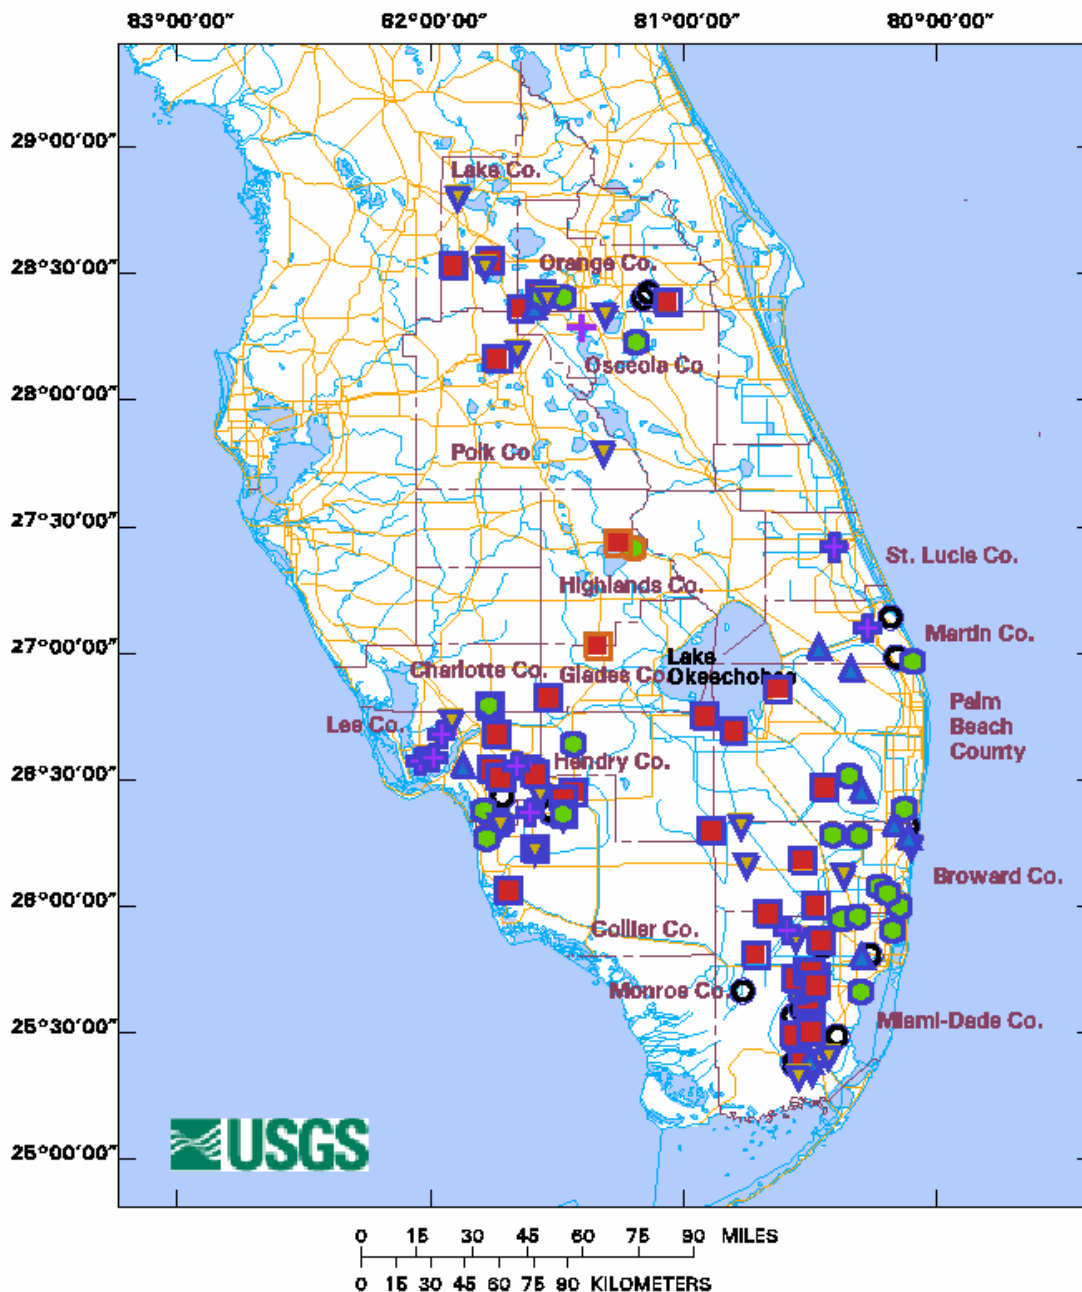 83°00'00" 62°00'00" 81°00'00" 80°00'00"
29°00'00"
Lake Co.
28°30'00"
Orange Co.
Osceola Co
28°00'00"
Polk Co
27°30'00"
St. Lucie Co.
Highlands Co.
Martin Co.
27°00'00"
Lake
Okeechobee
Charlotte Co.
Glades Co.
Palm
Beach
County
Lee Co.
Hendry Co.
26°30'00"
Broward Co.
26°00'00"
Collier Co.
Monroe Co.
Miami-Dade Co.
25°30'00"
USGS
25°00'00"
0 15 30 45 60 75 90 MILES
0 15 30 45 60 75 90 KILOMETERS